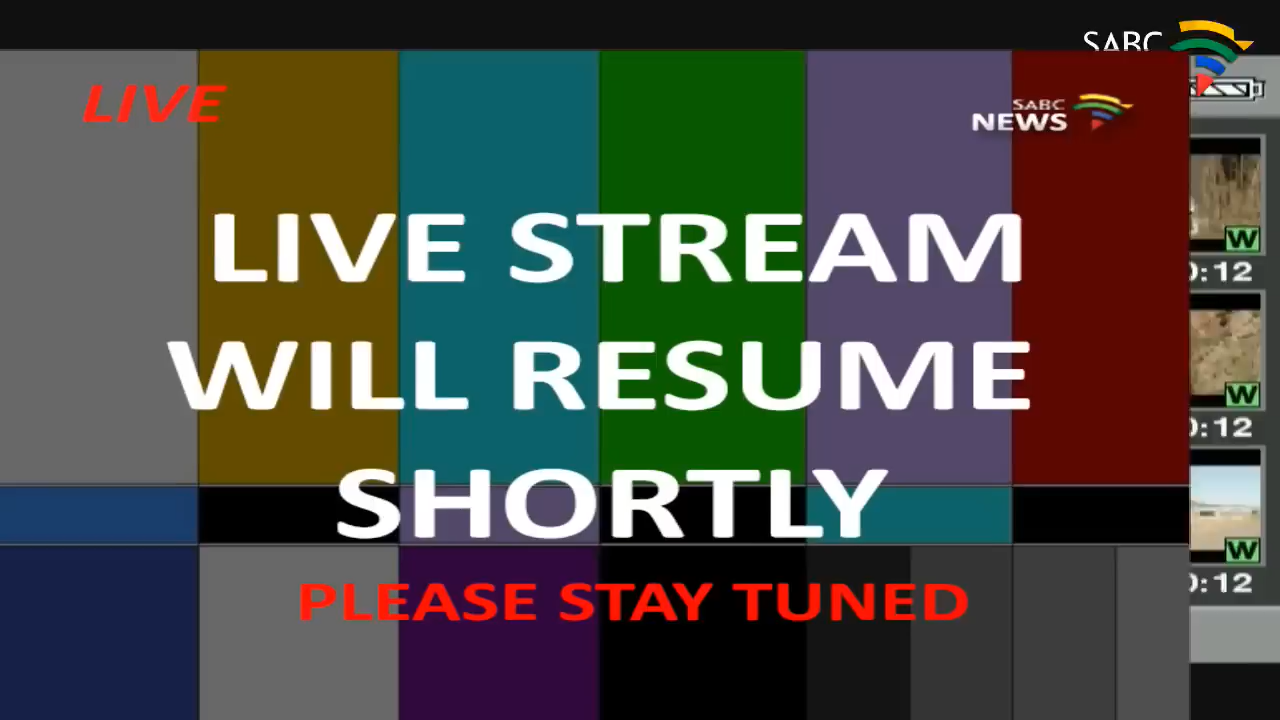 SABC
LIVE
SABC
NEWS
LIVE STREAM
WILL RESUME
SHORTLY
PLEASE STAY TUNED
W
0:12
W
0:12
W
0:12